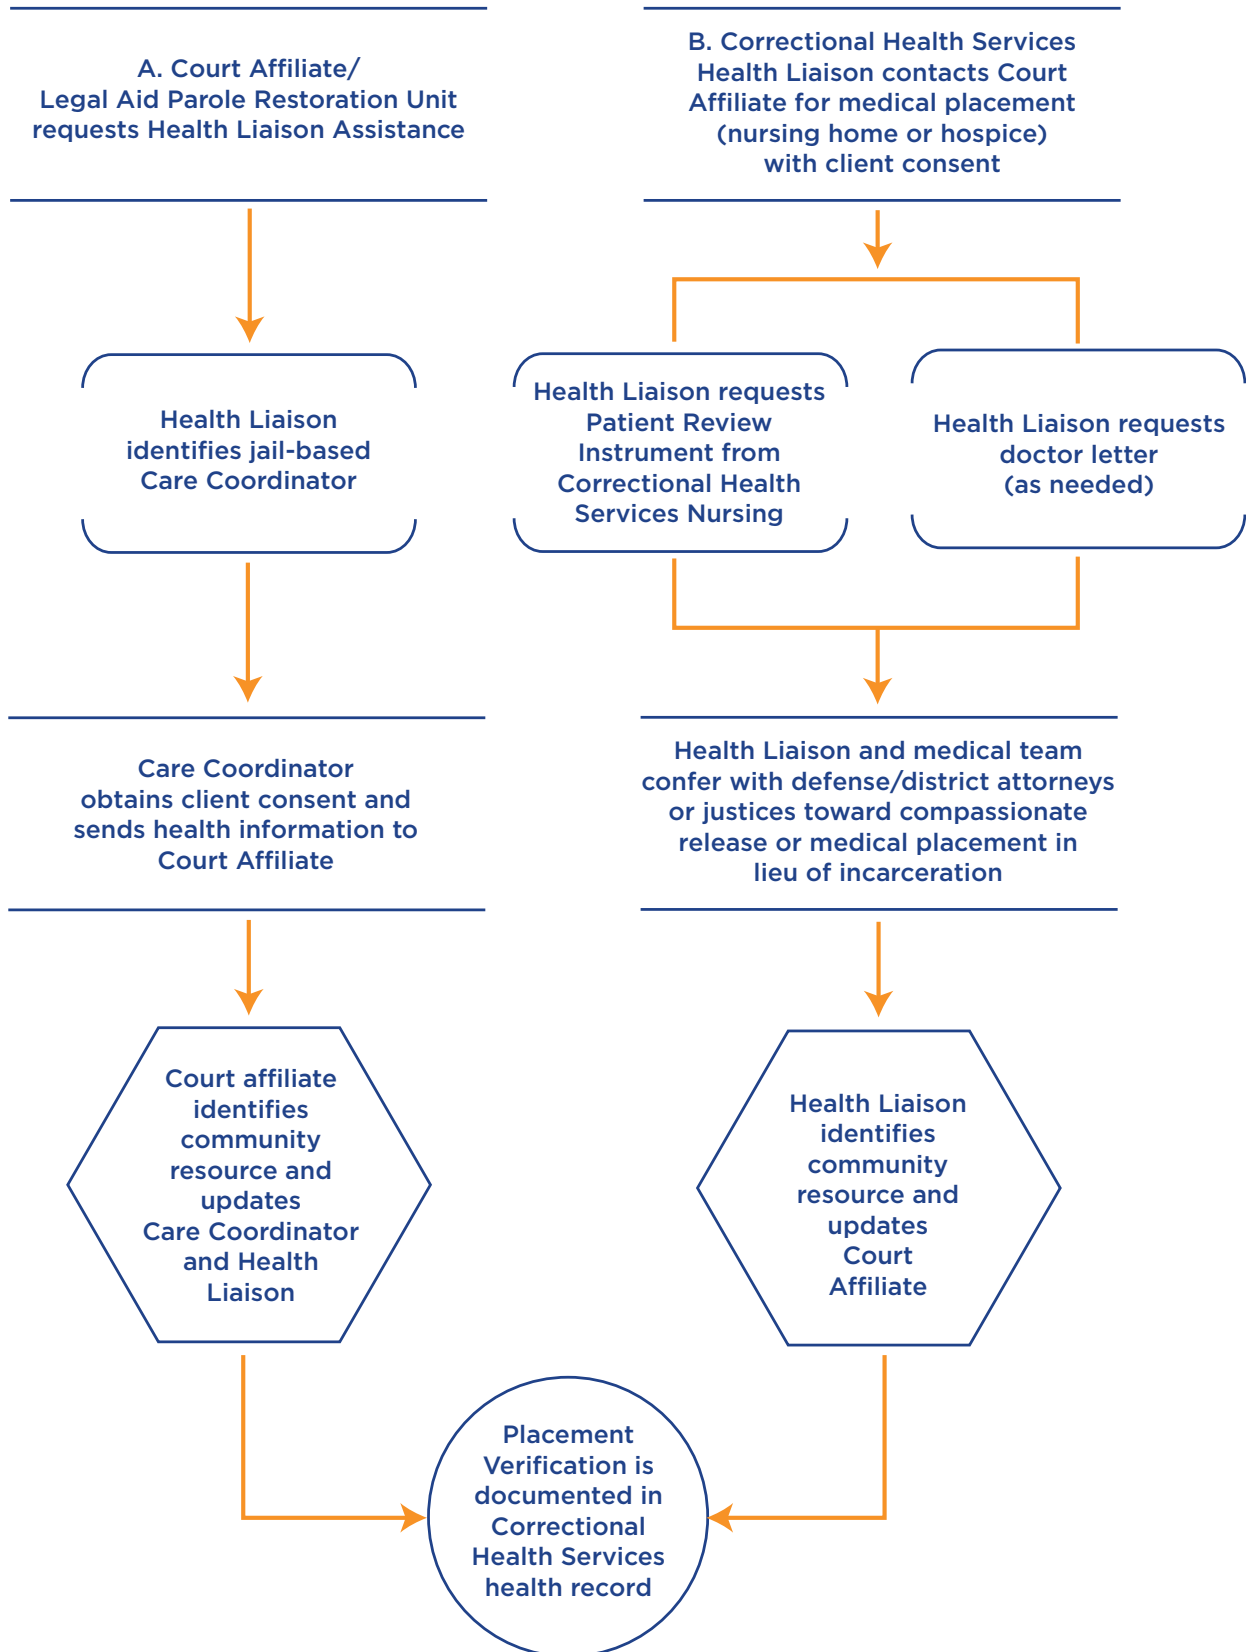 A. Court Affiliate/
Legal Aid Parole Restoration Unit
requests Health Liaison Assistance
B. Correctional Health Services
Health Liaison contacts Court
Affiliate for medical placement
(nursing home or hospice)
with client consent
Health Liaison
identifies jail-based
Care Coordinator
Health Liaison requests
Patient Review
Instrument from
Correctional Health
Services Nursing
Health Liaison requests
doctor letter
(as needed)
Care Coordinator
obtains client consent and
sends health information to
Court Affiliate
Health Liaison and medical team
confer with defense/district attorneys
or justices toward compassionate
release or medical placement in
lieu of incarceration
Court affiliate
identifies
community
resource and
updates
Care Coordinator
and Health
Liaison
Health Liaison
identifies
community
resource and
updates
Court
Affiliate
Placement
Verification is
documented in
Correctional
Health Services
health record